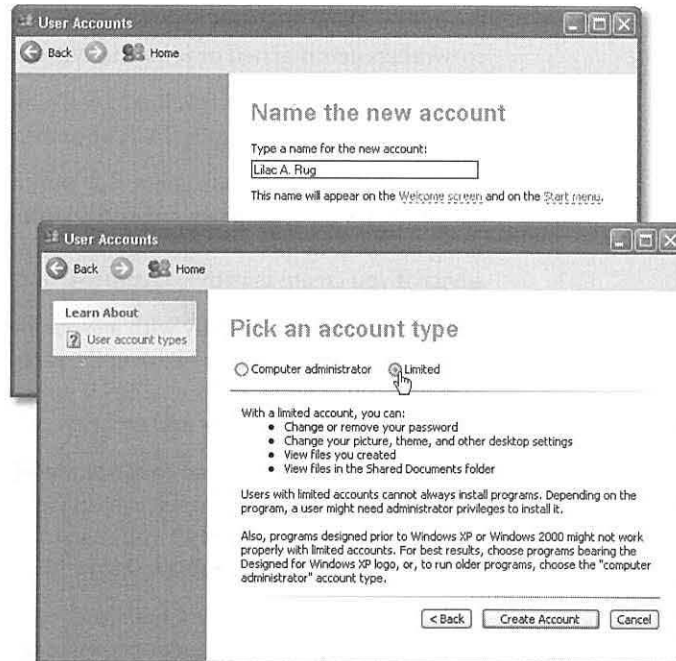 User Accounts
Back Home
Name the new account
Type a name for the new account:
Lilac A. Rug
This name will appear on the Welcome screen and on the Start menu.
User Accounts
Back Home
Learn About
User account types
Pick an account type
Computer administrator Limited
With a limited account, you can:
• Change or remove your password
• Change your picture, theme, and other desktop settings
• View files you created
• View files in the Shared Documents folder
Users with limited accounts cannot always install programs. Depending on the
program, a user might need administrator privileges to install it.
Also, programs designed prior to Windows XP or Windows 2000 might not work
properly with limited accounts. For best results, choose programs bearing the
Designed for Windows XP logo, or, to run older programs, choose the "computer
administrator" account type.
< Back Create Account Cancel